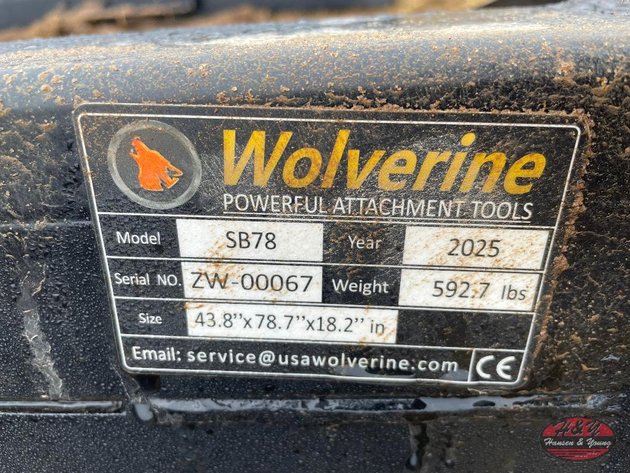 Wolverine
POWERFUL ATTACHMENT TOOLS
Model SB78 Year 2025
Serial NO. ZW-00067 Weight 592.7 lbs
Size 43.8''x78.7''x18.2'' in
Email: service@usawolverine.com CE
H&Y
Hansen & Young